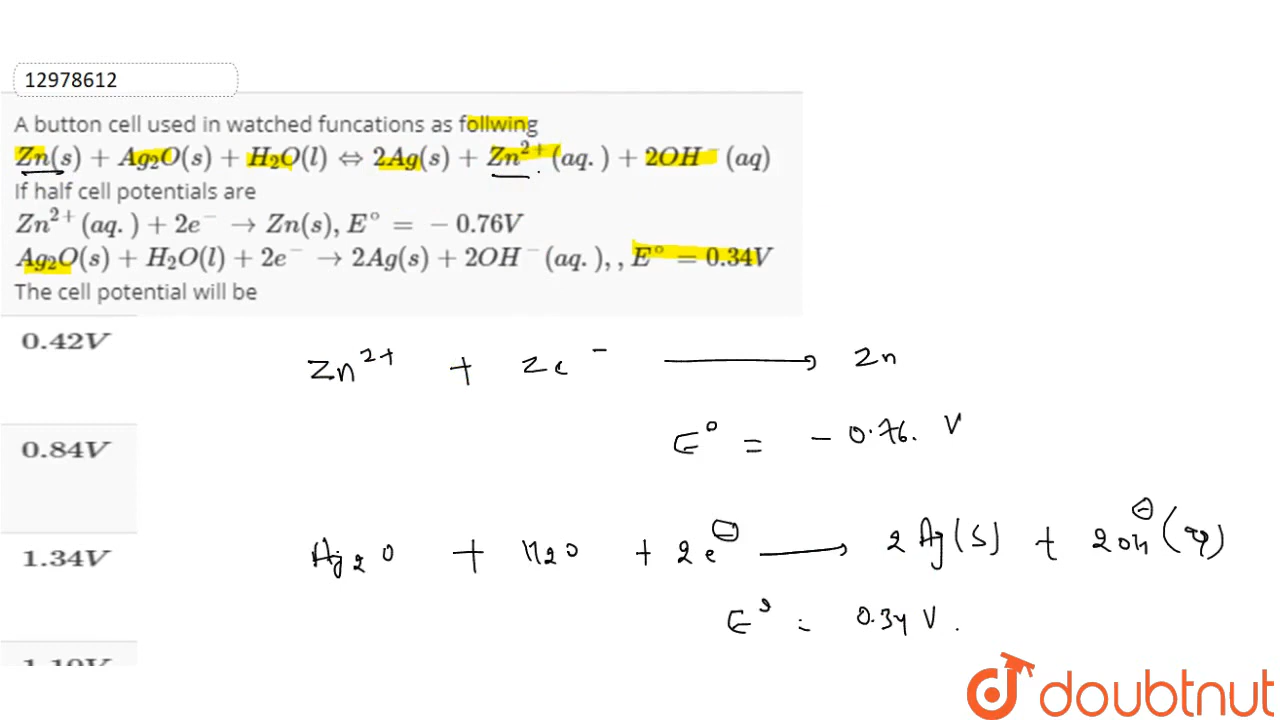 12978612
A button cell used in watched funcations as follwing
Zn(s) + Ag₂O(s) + H₂O(l) ⇔ 2Ag(s) + Zn²⁺(aq.) + 2OH⁻(aq)
If half cell potentials are
Zn²⁺(aq.) + 2e⁻ → Zn(s), E° = −0.76V
Ag₂O(s) + H₂O(l) + 2e⁻ → 2Ag(s) + 2OH⁻(aq.),, E° = 0.34V
The cell potential will be
0.42V
Zn²⁺ + 2e⁻ → Zn
E° = − 0.76. V
0.84V
Ag₂O + H₂O + 2e⊖ → 2Ag(s) + 2OH⊖(aq)
1.34V
E° = 0.34 V.
1.10V
doubtnut